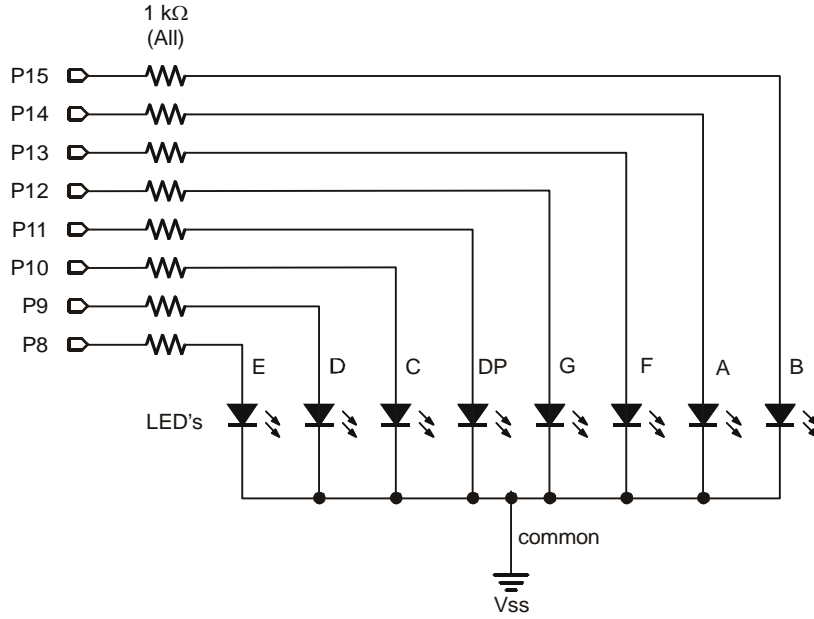 1 kΩ
(All)
P15
P14
P13
P12
P11
P10
P9
P8
E D C DP G F A B
LED's
common
Vss